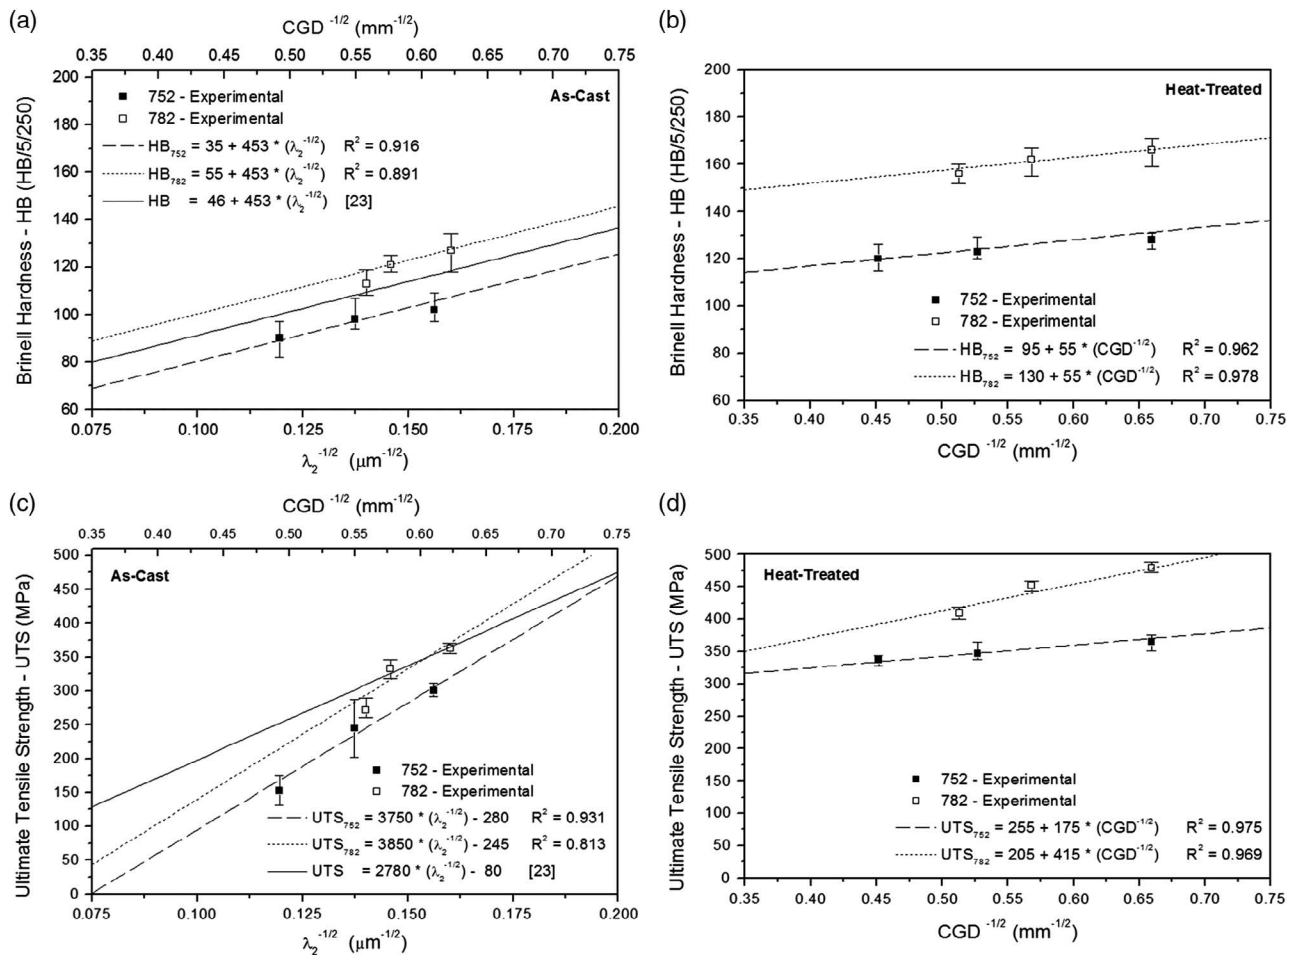 (a)
CGD ⁻¹/² (mm⁻¹/²)
0.35 0.40 0.45 0.50 0.55 0.60 0.65 0.70 0.75
Brinell Hardness - HB (HB/5/250)
200
180
160
140
120
100
80
60
As-Cast
752 - Experimental
782 - Experimental
HB₇₅₂ = 35 + 453 * (λ₂⁻¹/²) R² = 0.916
HB₇₈₂ = 55 + 453 * (λ₂⁻¹/²) R² = 0.891
HB = 46 + 453 * (λ₂⁻¹/²) [23]
0.075 0.100 0.125 0.150 0.175 0.200
λ₂⁻¹/² (μm⁻¹/²)
(b)
Brinell Hardness - HB (HB/5/250)
200
180
160
140
120
100
80
60
Heat-Treated
752 - Experimental
782 - Experimental
HB₇₅₂ = 95 + 55 * (CGD⁻¹/²) R² = 0.962
HB₇₈₂ = 130 + 55 * (CGD⁻¹/²) R² = 0.978
0.35 0.40 0.45 0.50 0.55 0.60 0.65 0.70 0.75
CGD ⁻¹/² (mm⁻¹/²)
(c)
CGD ⁻¹/² (mm⁻¹/²)
0.35 0.40 0.45 0.50 0.55 0.60 0.65 0.70 0.75
Ultimate Tensile Strength - UTS (MPa)
500
450
400
350
300
250
200
150
100
50
0
As-Cast
752 - Experimental
782 - Experimental
UTS₇₅₂ = 3750 * (λ₂⁻¹/²) - 280 R² = 0.931
UTS₇₈₂ = 3850 * (λ₂⁻¹/²) - 245 R² = 0.813
UTS = 2780 * (λ₂⁻¹/²) - 80 [23]
0.075 0.100 0.125 0.150 0.175 0.200
λ₂⁻¹/² (μm⁻¹/²)
(d)
Ultimate Tensile Strength - UTS (MPa)
500
450
400
350
300
250
200
150
100
50
0
Heat-Treated
752 - Experimental
782 - Experimental
UTS₇₅₂ = 255 + 175 * (CGD⁻¹/²) R² = 0.975
UTS₇₈₂ = 205 + 415 * (CGD⁻¹/²) R² = 0.969
0.35 0.40 0.45 0.50 0.55 0.60 0.65 0.70 0.75
CGD ⁻¹/² (mm⁻¹/²)